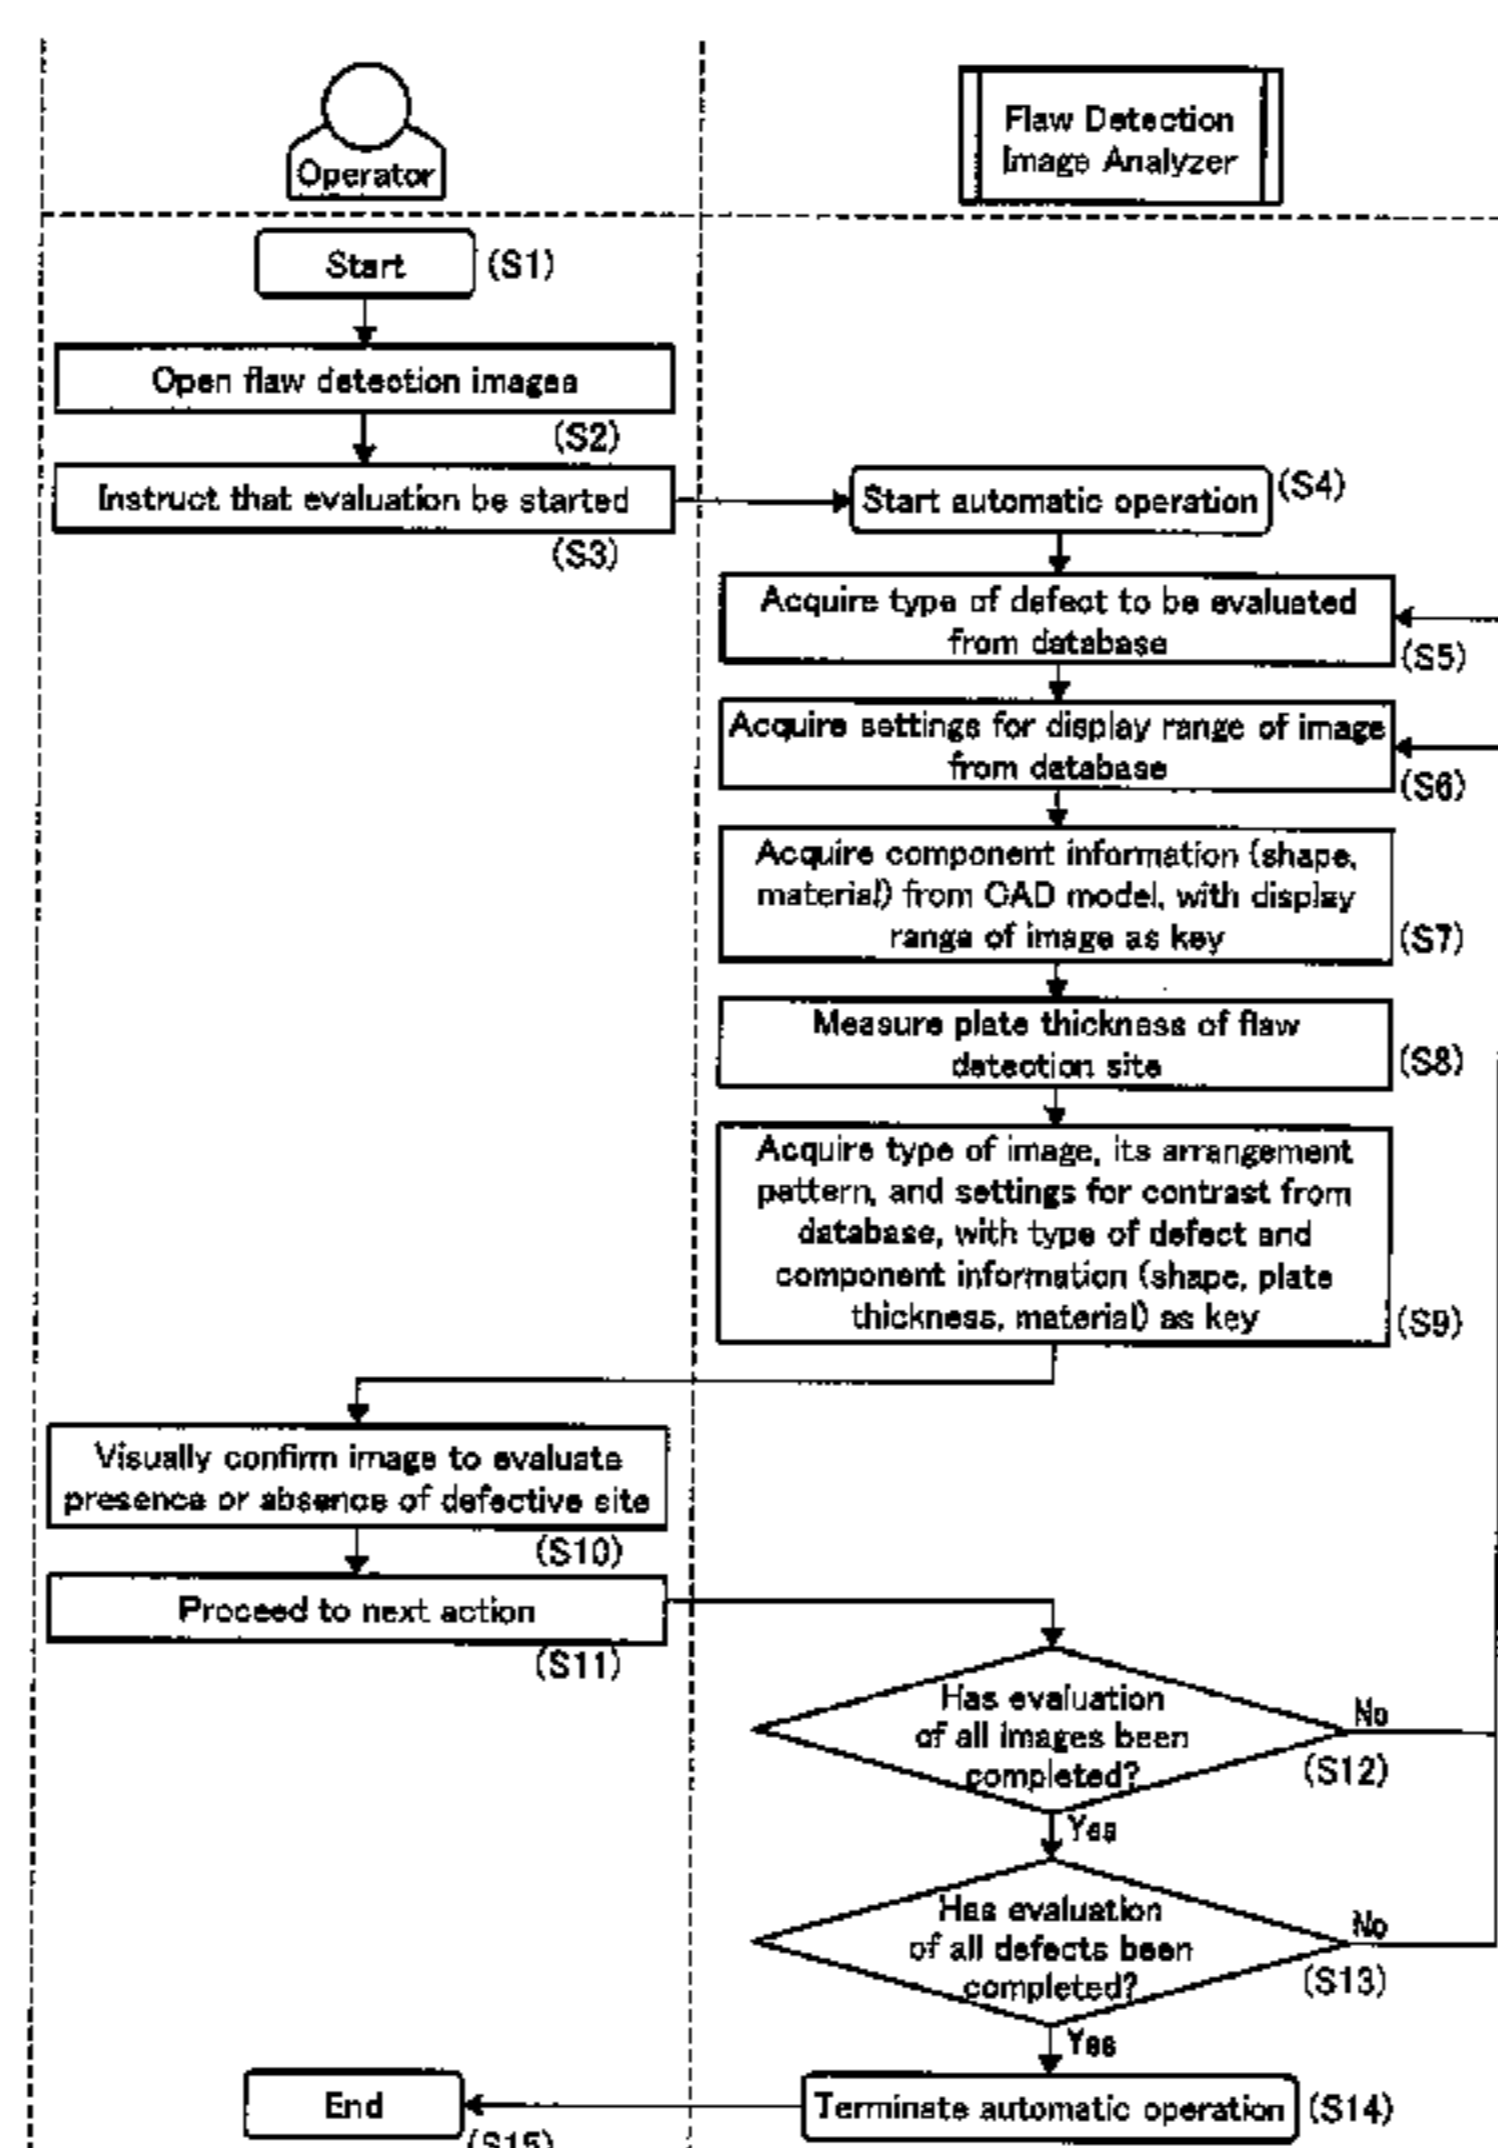 Operator
Flaw Detection
Image Analyzer
Start
(S1)
Open flaw detection images
(S2)
Instruct that evaluation be started
(S3)
Start automatic operation
(S4)
Acquire type of defect to be evaluated
from database
(S5)
Acquire settings for display range of image
from database
(S6)
Acquire component information (shape,
material) from CAD model, with display
range of image as key
(S7)
Measure plate thickness of flaw
detection site
(S8)
Acquire type of image, its arrangement
pattern, and settings for contrast from
database, with type of defect and
component information (shape, plate
thickness, material) as key
(S9)
Visually confirm image to evaluate
presence or absence of defective site
(S10)
Proceed to next action
(S11)
Has evaluation
of all images been
completed?
No
(S12)
Yes
Has evaluation
of all defects been
completed?
No
(S13)
Yes
Terminate automatic operation
(S14)
End
(S15)